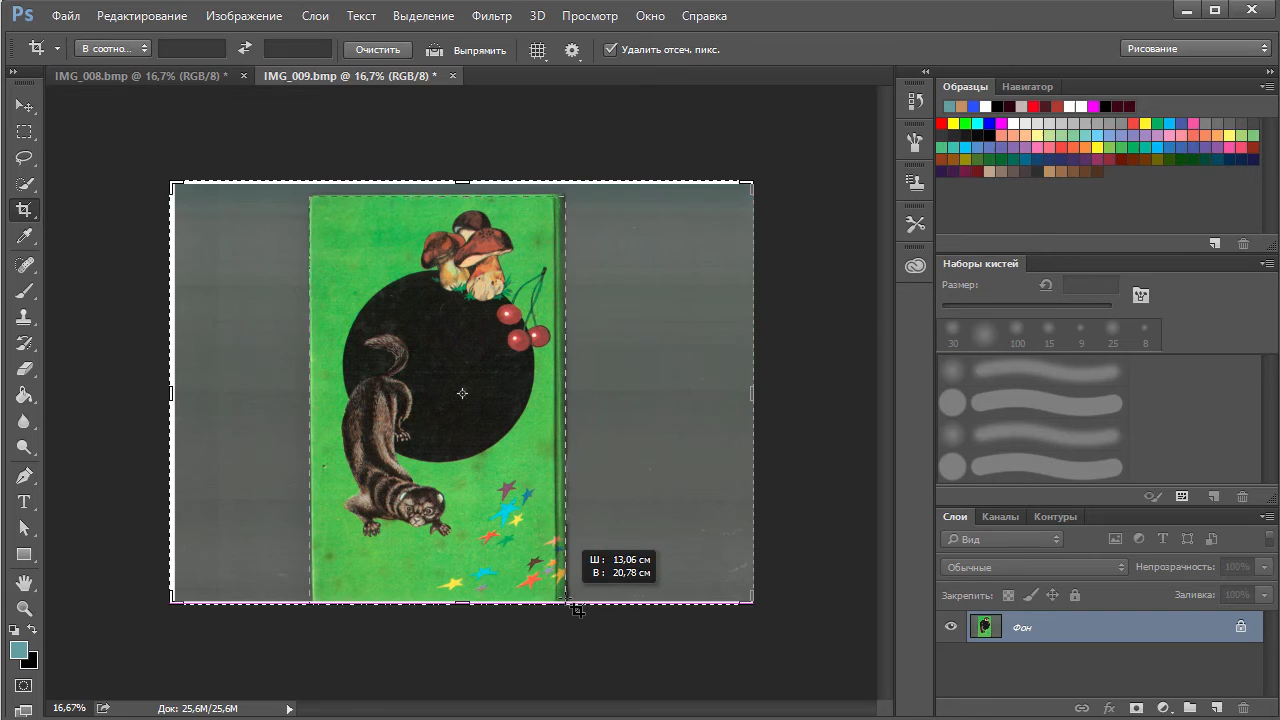 Ps Файл Редактирование Изображение Слои Текст Выделение Фильтр 3D Просмотр Окно Справка
В соотно... Очистить Выпрямить Удалить отсеч. пикс. Рисование
IMG_008.bmp @ 16,7% (RGB/8) * × IMG_009.bmp @ 16,7% (RGB/8) * ×
Образцы Навигатор
Наборы кистей
Размер:
30 100 15 9 25 8
Слои Каналы Контуры
Вид
Обычные Непрозрачность: 100%
Закрепить: Заливка: 100%
Фон
Ш: 13,06 см
В: 20,78 см
16,67% Док: 25,6M/25,6M